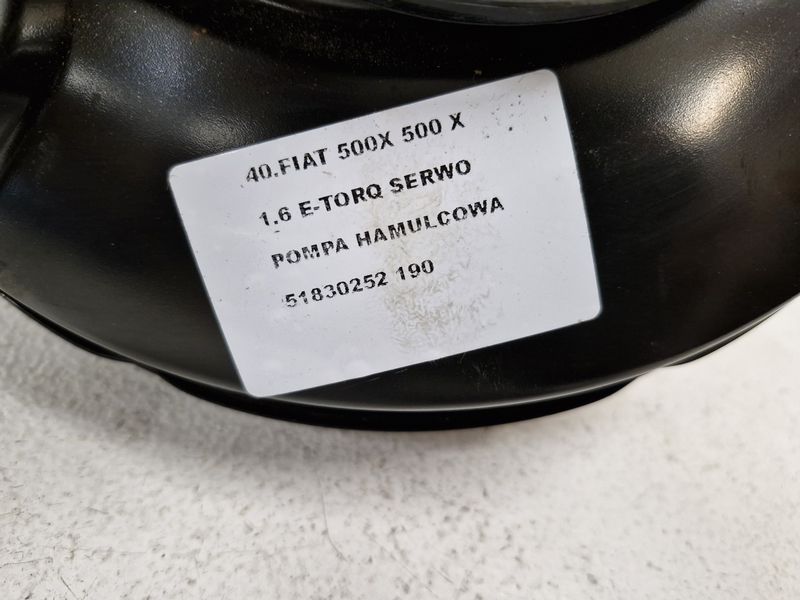 40.FIAT 500X 500 X
1.6 E-TORQ SERWO
POMPA HAMULCOWA
51830252 190